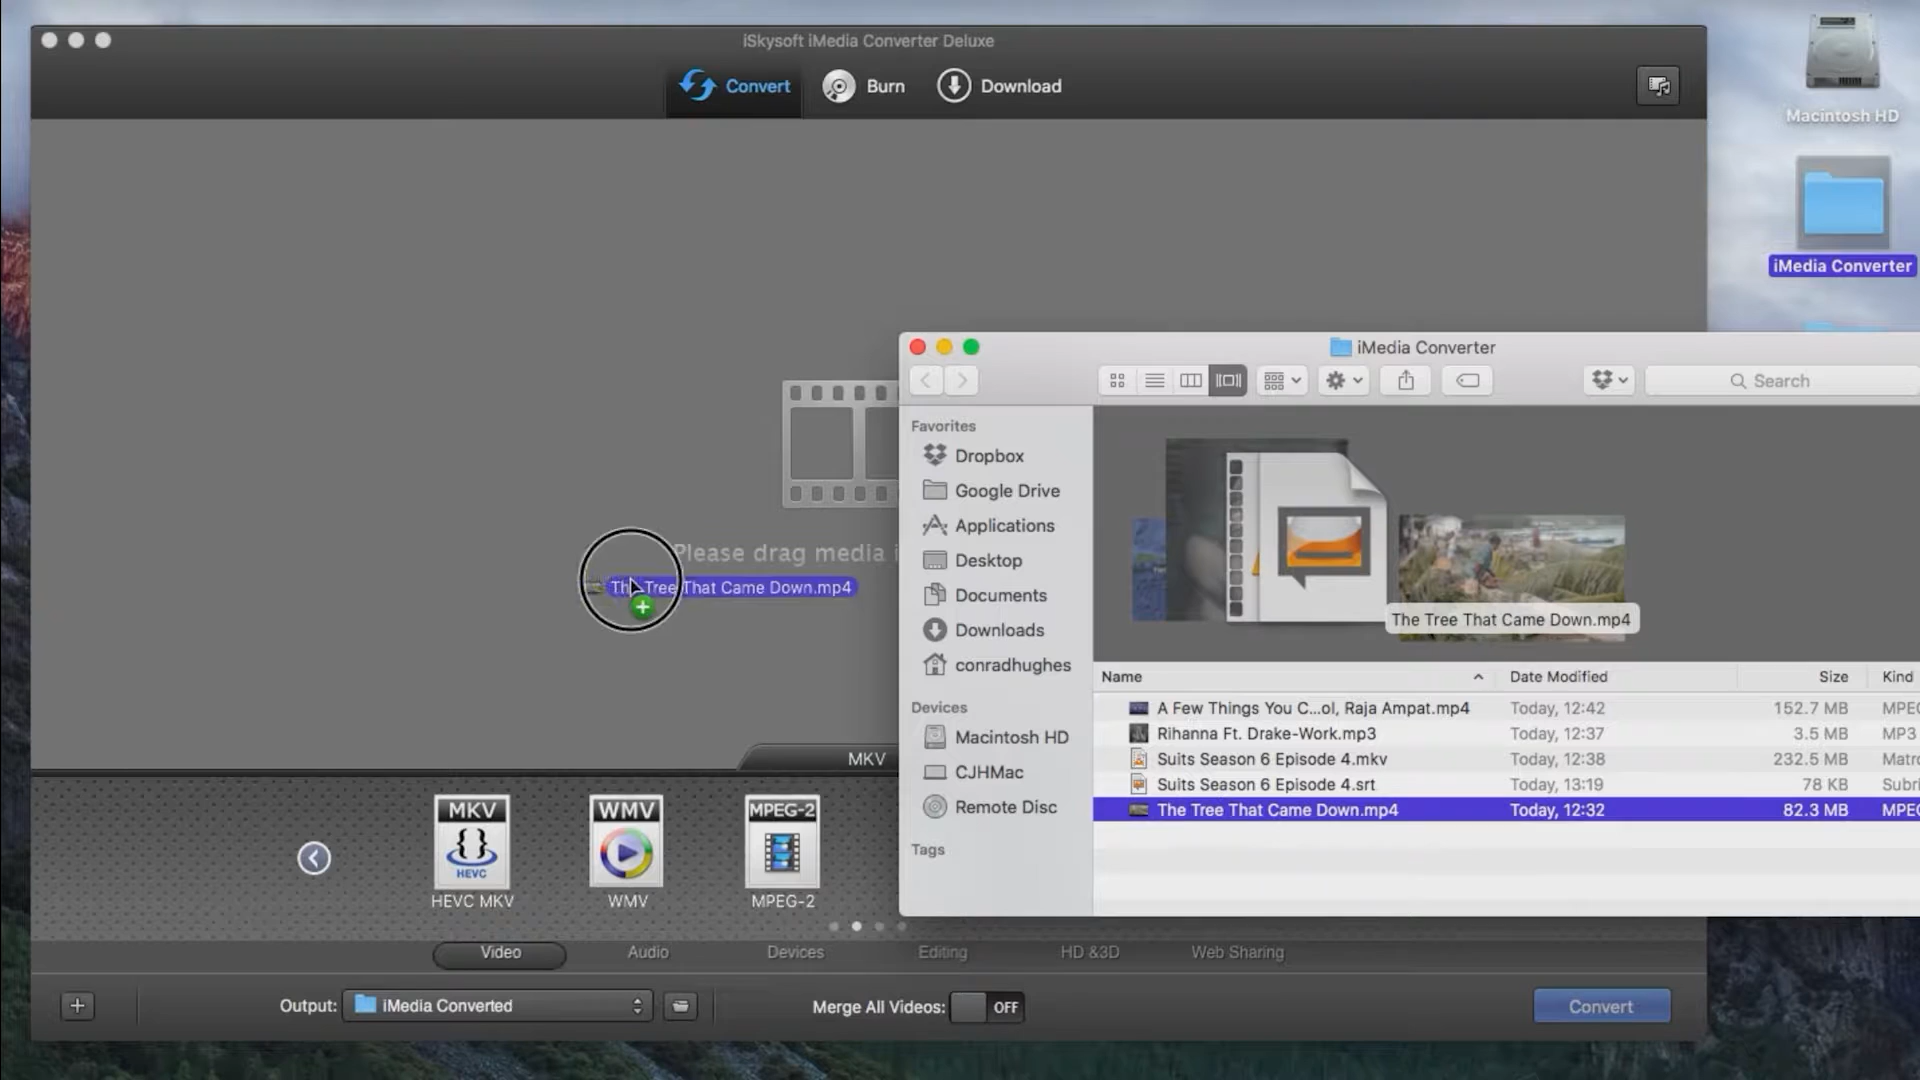 iSkysoft iMedia Converter Deluxe
Convert
Burn
Download
Macintosh HD
iMedia Converter
Please drag media
The Tree That Came Down.mp4
MKV
iMedia Converter
Search
Favorites
Dropbox
Google Drive
Applications
Desktop
Documents
Downloads
conradhughes
Devices
Macintosh HD
CJHMac
Remote Disc
Tags
The Tree That Came Down.mp4
Name Date Modified Size Kind
A Few Things You C...ol, Raja Ampat.mp4 Today, 12:42 152.7 MB MPEG
Rihanna Ft. Drake-Work.mp3 Today, 12:37 3.5 MB MP3
Suits Season 6 Episode 4.mkv Today, 12:38 232.5 MB Matro
Suits Season 6 Episode 4.srt Today, 13:19 78 KB Subri
The Tree That Came Down.mp4 Today, 12:32 82.3 MB MPEG
MKV WMV MPEG-2
HEVC
HEVC MKV WMV MPEG-2
Video Audio Devices Editing HD &3D Web Sharing
Output: iMedia Converted Merge All Videos: OFF Convert